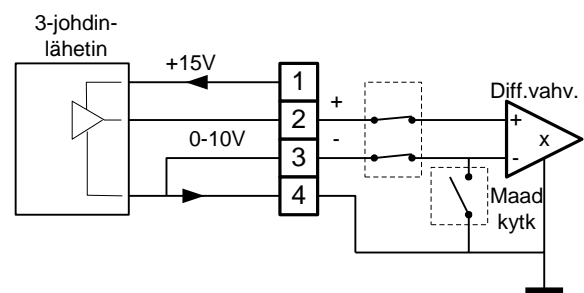 3-johdin-
lähetin
+15V
0-10V
1
2
3
4
+
-
Diff.vahv.
+
x
-
Maad
kytk